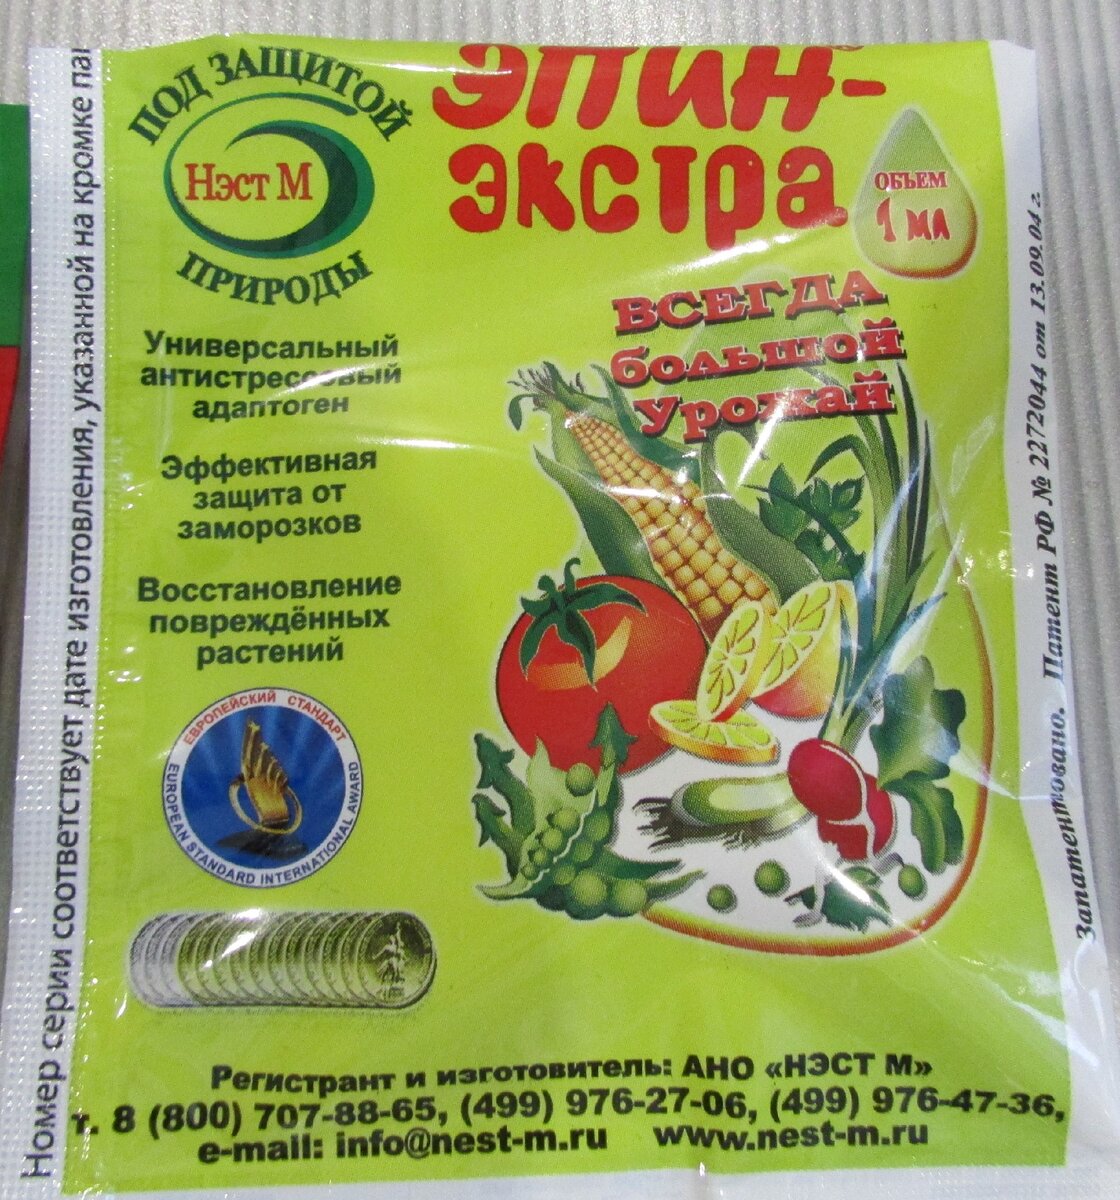 ПОД ЗАЩИТОЙ
Нэст М
ПРИРОДЫ
ЭПИН-
экстра
ОБЪЕМ
1 мл
ВСЕГДА
большой
Урожай
Универсальный
антистрессовый
адаптоген
Эффективная
защита от
заморозков
Восстановление
повреждённых
растений
ЕВРОПЕЙСКИЙ СТАНДАРТ
EUROPEAN STANDARD INTERNATIONAL AWARD
Регистрант и изготовитель: АНО «НЭСТ М»
т. 8 (800) 707-88-65, (499) 976-27-06, (499) 976-47-36,
e-mail: info@nest-m.ru www.nest-m.ru
Номер серии соответствует дате изготовления, указанной на кромке па
Запатентовано. Патент РФ № 2272044 от 13.09.04 г.